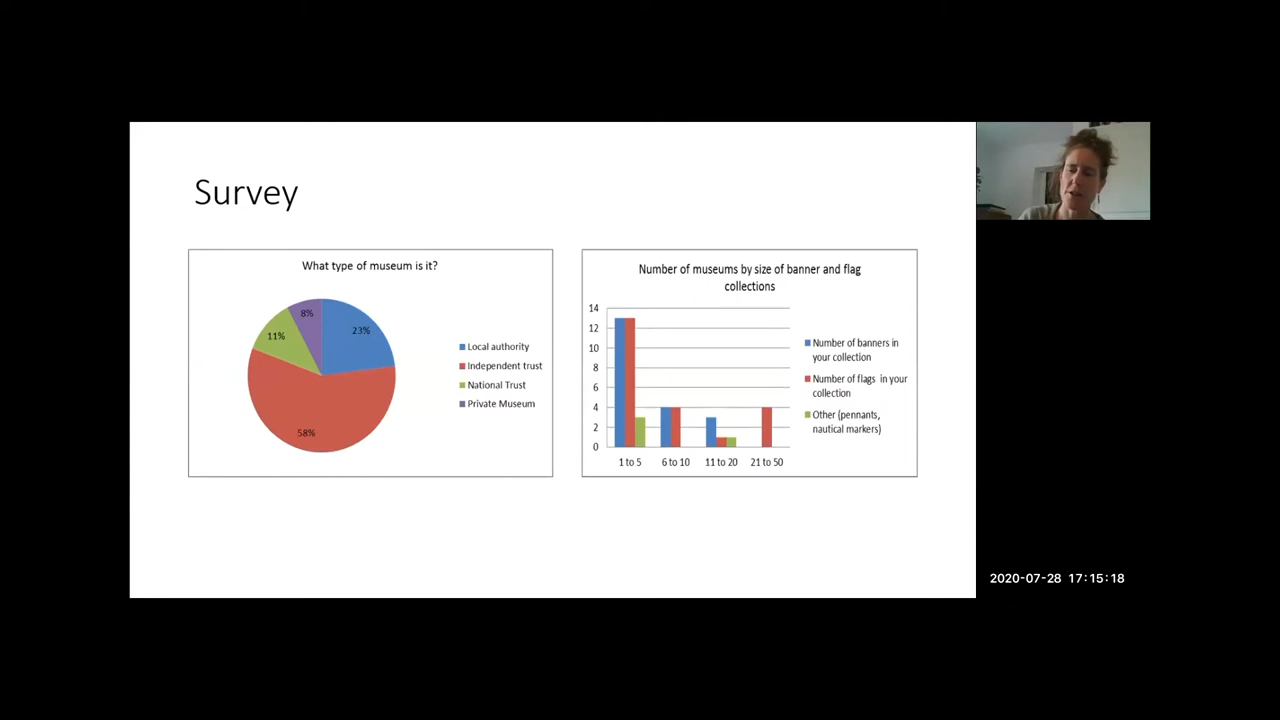 Survey
What type of museum is it?
8%
23%
11%
58%
Local authority
Independent trust
National Trust
Private Museum
Number of museums by size of banner and flag
collections
14
12
10
8
6
4
2
0
1 to 5
6 to 10
11 to 20
21 to 50
Number of banners in
your collection
Number of flags in your
collection
Other (pennants,
nautical markers)
2020-07-28 17:15:18